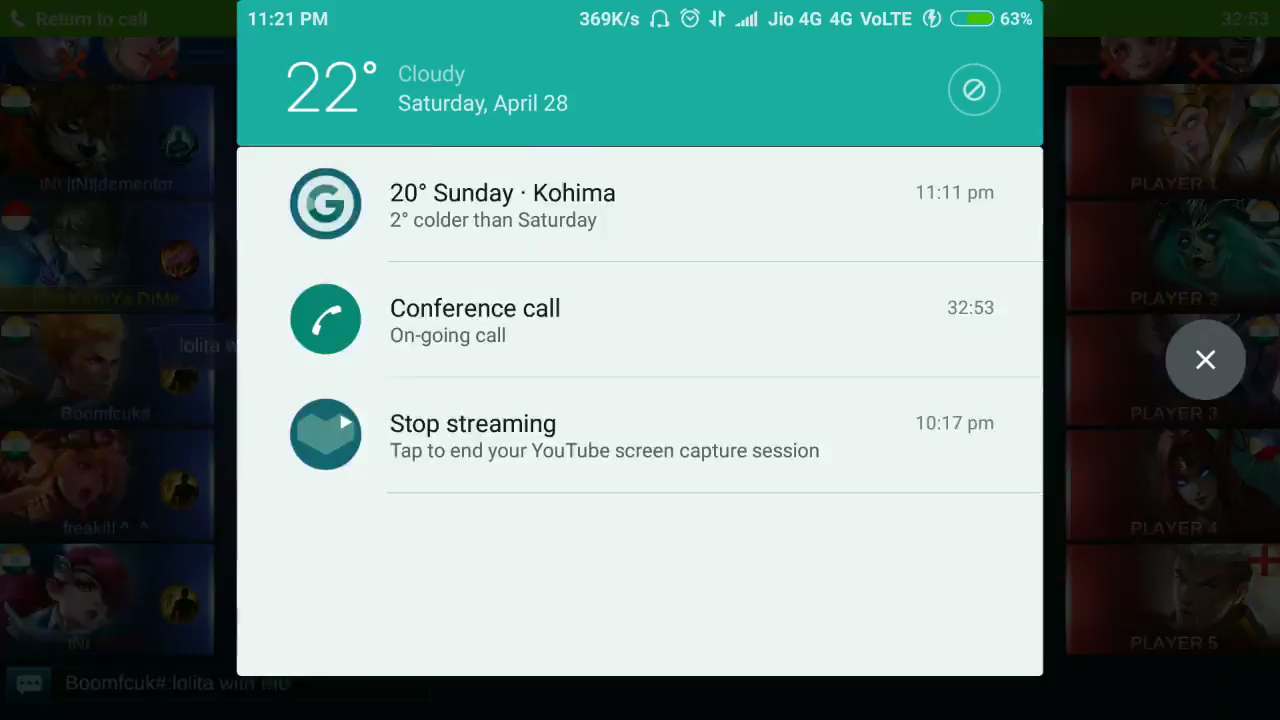 Return to call
11:21 PM
369K/s
Jio 4G 4G VoLTE
63%
32:53
22°
Cloudy
Saturday, April 28
20° Sunday · Kohima
11:11 pm
2° colder than Saturday
Conference call
32:53
On-going call
Stop streaming
10:17 pm
Tap to end your YouTube screen capture session
PLAYER 1
PLAYER 2
lolita w
Boomfcuk#
PLAYER 3
freakill ^_^
PLAYER 4
PLAYER 5
Boomfcuk#:lolita with me